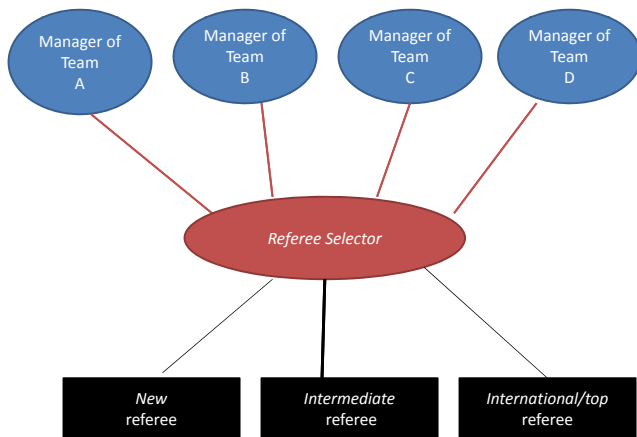 Manager of
Team
A
Manager of
Team
B
Manager of
Team
C
Manager of
Team
D
Referee Selector
New
referee
Intermediate
referee
International/top
referee